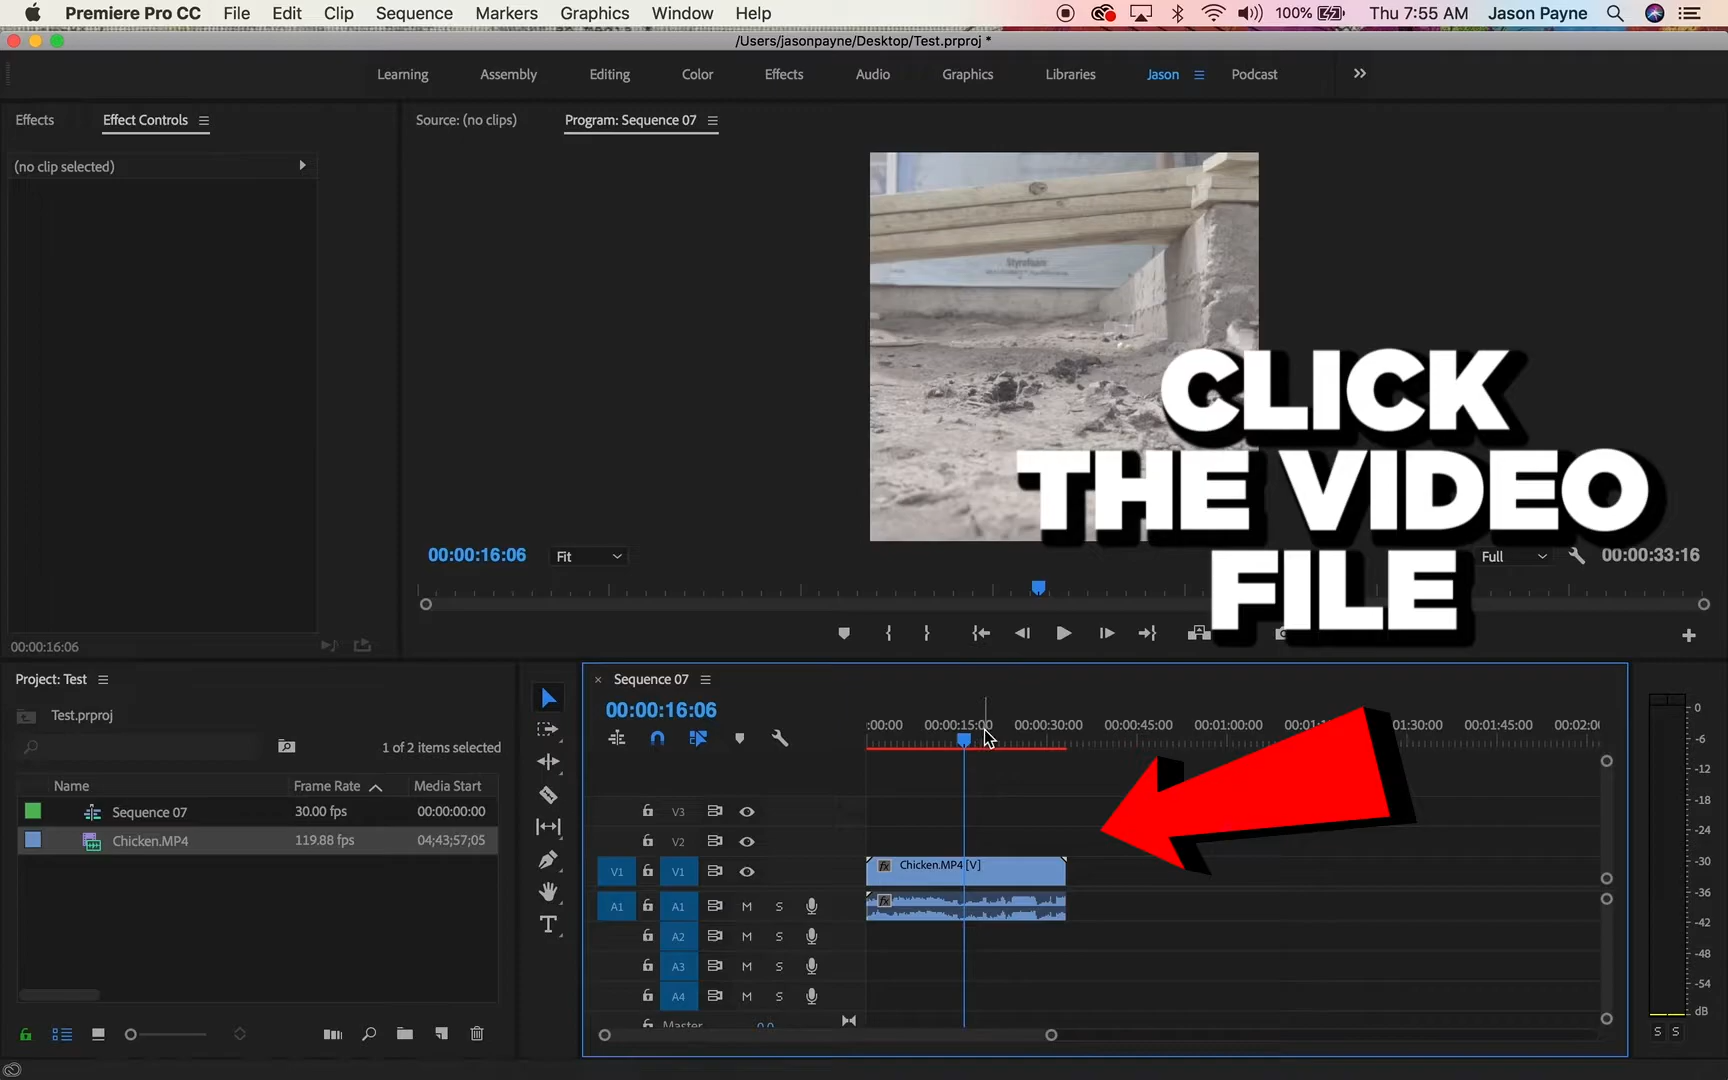 Premiere Pro CC File Edit Clip Sequence Markers Graphics Window Help 100% Thu 7:55 AM Jason Payne
/Users/jasonpayne/Desktop/Test.prproj *
Learning Assembly Editing Color Effects Audio Graphics Libraries Jason Podcast
Effects Effect Controls Source: (no clips) Program: Sequence 07
(no clip selected)
Styrofoam
CLICK
THE VIDEO
FILE
00:00:16:06 Fit Full 00:00:33:16
00:00:16:06
Project: Test
Test.prproj
1 of 2 items selected
Name Frame Rate Media Start
Sequence 07 30.00 fps 00:00:00:00
Chicken.MP4 119.88 fps 04;43;57;05
Sequence 07
00:00:16:06
:00:00 00:00:15:00 00:00:30:00 00:00:45:00 00:01:00:00 00:01:30:00 00:01:45:00
V3
V2
V1 V1 fx Chicken.MP4 [V]
A1 A1 M S fx
A2 M S
A3 M S
A4 M S
Master 0.0
0
-6
-12
-18
-24
-30
-36
-42
-48
-54
dB
S S